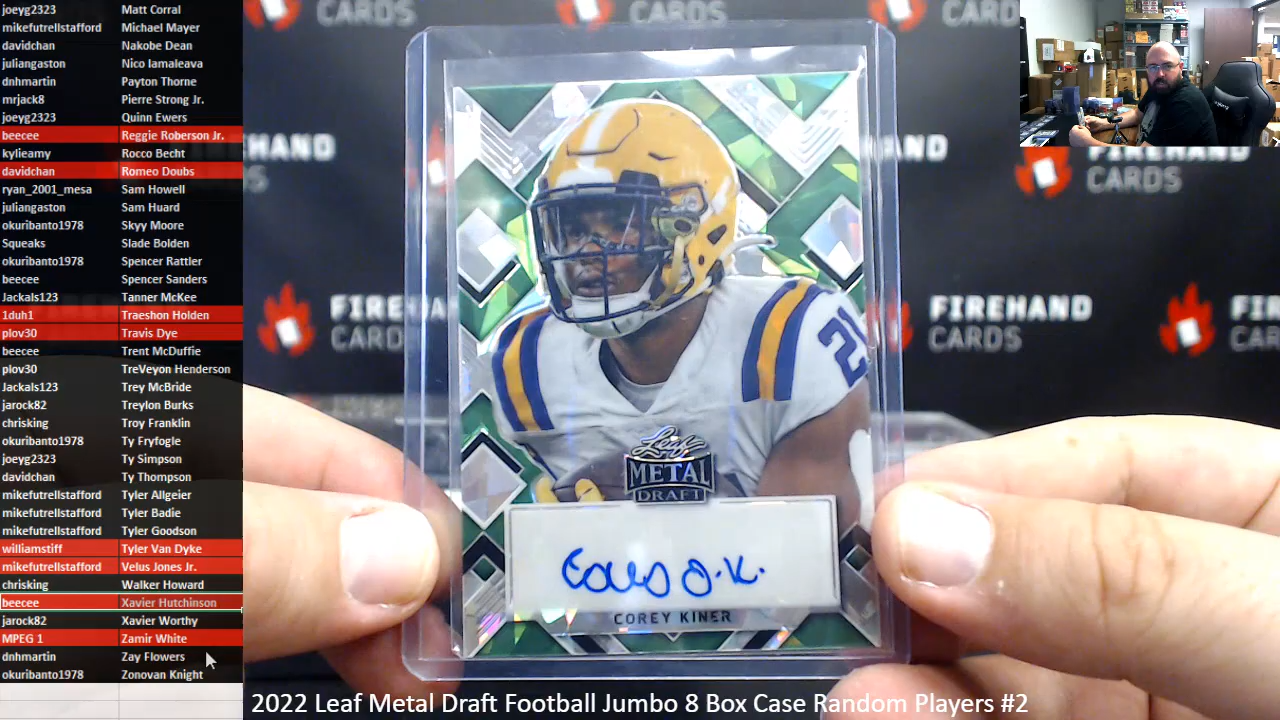 joeyg2323 Matt Corral
mikefutrellstafford Michael Mayer
davidchan Nakobe Dean
juliangaston Nico Iamaleava
dnhmartin Payton Thorne
mrjack8 Pierre Strong Jr.
joeyg2323 Quinn Ewers
beecee Reggie Roberson Jr.
kylieamy Rocco Becht
davidchan Romeo Doubs
ryan_2001_mesa Sam Howell
juliangaston Sam Huard
okuribanto1978 Skyy Moore
Squeaks Slade Bolden
okuribanto1978 Spencer Rattler
beecee Spencer Sanders
Jackals123 Tanner McKee
1duh1 Traeshon Holden
plov30 Travis Dye
beecee Trent McDuffie
plov30 TreVeyon Henderson
Jackals123 Trey McBride
jarock82 Treylon Burks
chrisking Troy Franklin
okuribanto1978 Ty Fryfogle
joeyg2323 Ty Simpson
davidchan Ty Thompson
mikefutrellstafford Tyler Allgeier
mikefutrellstafford Tyler Badie
mikefutrellstafford Tyler Goodson
williamstiff Tyler Van Dyke
mikefutrellstafford Velus Jones Jr.
chrisking Walker Howard
beecee Xavier Hutchinson
jarock82 Xavier Worthy
MPEG 1 Zamir White
dnhmartin Zay Flowers
okuribanto1978 Zonovan Knight
CARDS
CARDS
CARDS
FIREHAND
CARDS
FIREHAND
CARDS
FIREHAND
CARDS
21
Leaf
METAL
DRAFT
COREY KINER
2022 Leaf Metal Draft Football Jumbo 8 Box Case Random Players #2